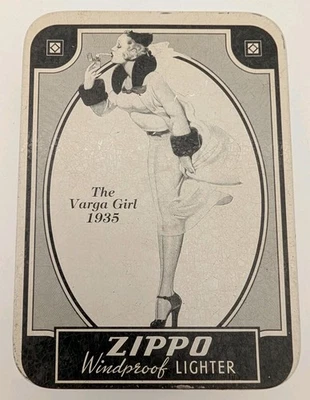 The
Varga Girl
1935
ZIPPO
Windproof LIGHTER